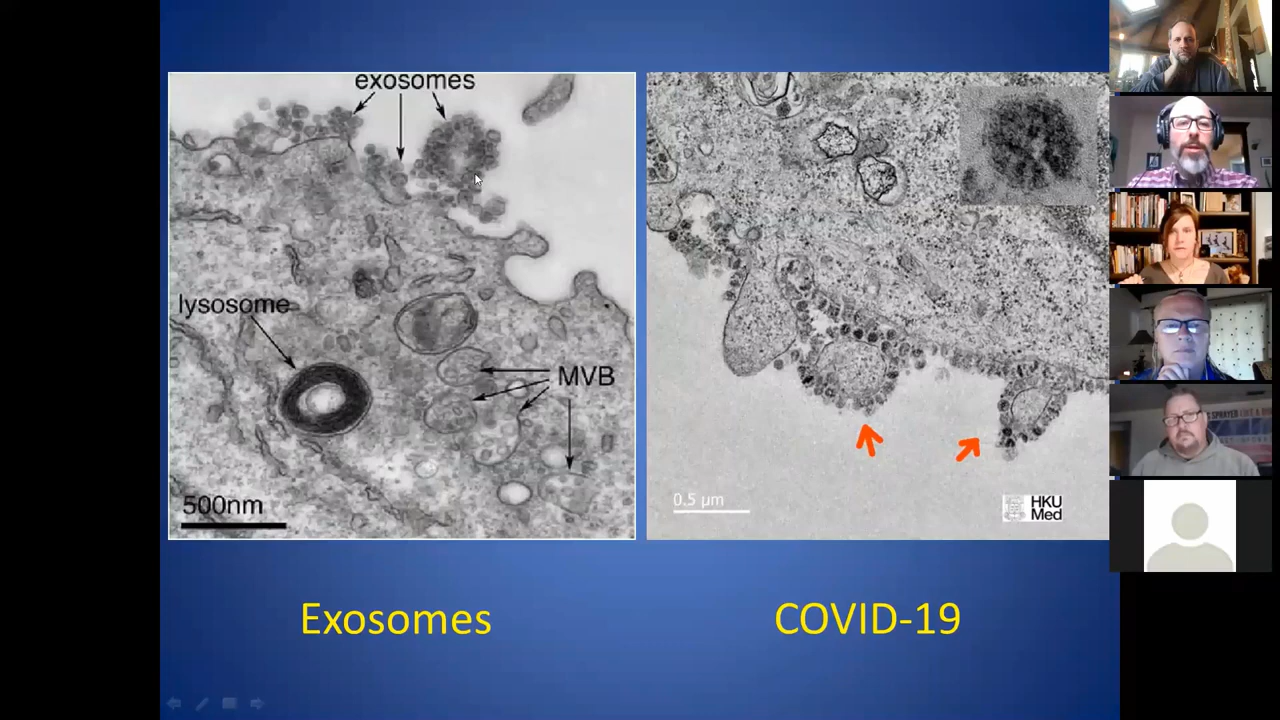 exosomes
lysosome
MVB
500nm
0.5 µm
HKU
Med
Exosomes
COVID-19